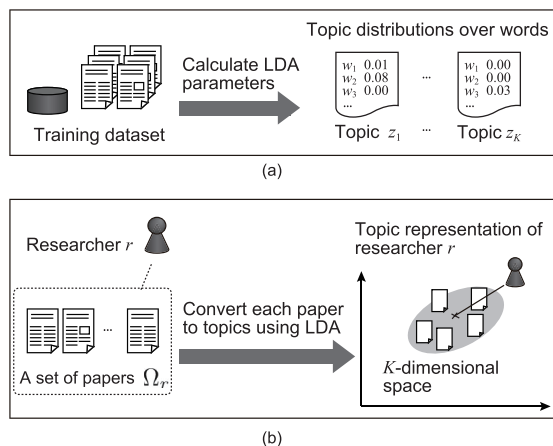 Topic distributions over words
Calculate LDA
parameters
w₁ 0.01
w₂ 0.08
w₃ 0.00
...
...
w₁ 0.00
w₂ 0.00
w₃ 0.03
...
Training dataset
Topic z₁ ... Topic z_K
(a)
Researcher r
Topic representation of
researcher r
...
Convert each paper
to topics using LDA
A set of papers Ωᵣ
K-dimensional
space
(b)